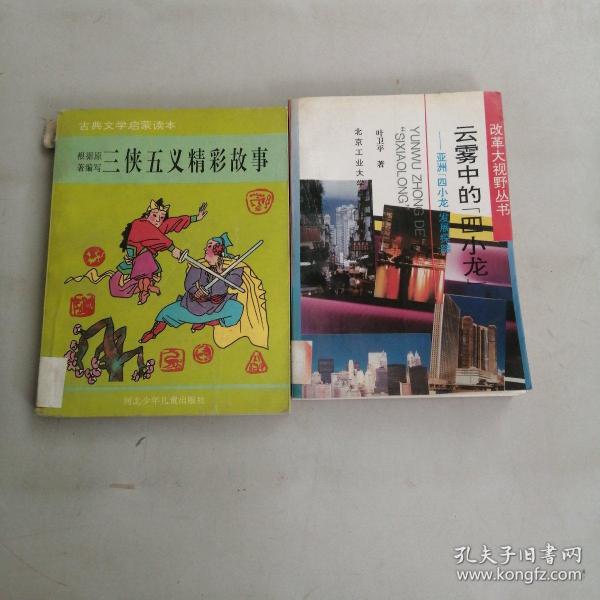 古典文学启蒙读本
根据原
著编写
三侠五义精彩故事
河北少年儿童出版社
改革大视野丛书
云雾中的「四小龙」
——亚洲「四小龙」发展探秘
YUNWU ZHONG DE
"SIXIAOLONG"
叶卫平 著
北京工业大学
孔夫子旧书网
www.kongfz.com